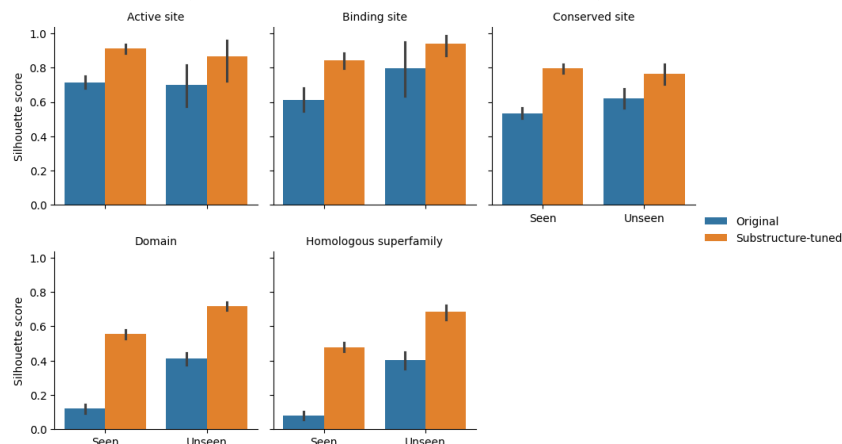 Active site
Binding site
Conserved site
Silhouette score
1.0
0.8
0.6
0.4
0.2
0.0
Seen
Unseen
Original
Substructure-tuned
Domain
Homologous superfamily
Silhouette score
1.0
0.8
0.6
0.4
0.2
0.0
Seen
Unseen
Seen
Unseen